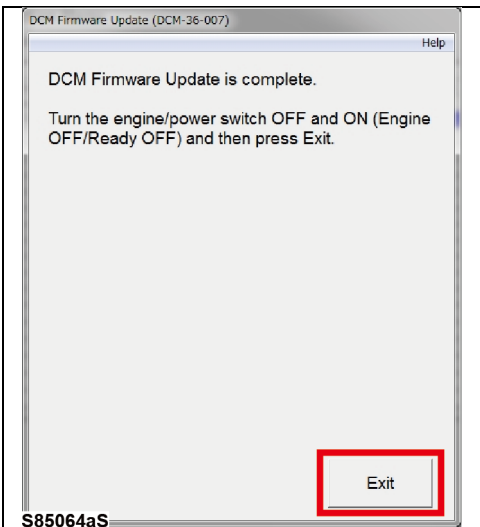 DCM Firmware Update (DCM-36-007)
Help
DCM Firmware Update is complete.
Turn the engine/power switch OFF and ON (Engine
OFF/Ready OFF) and then press Exit.
Exit
S85064aS